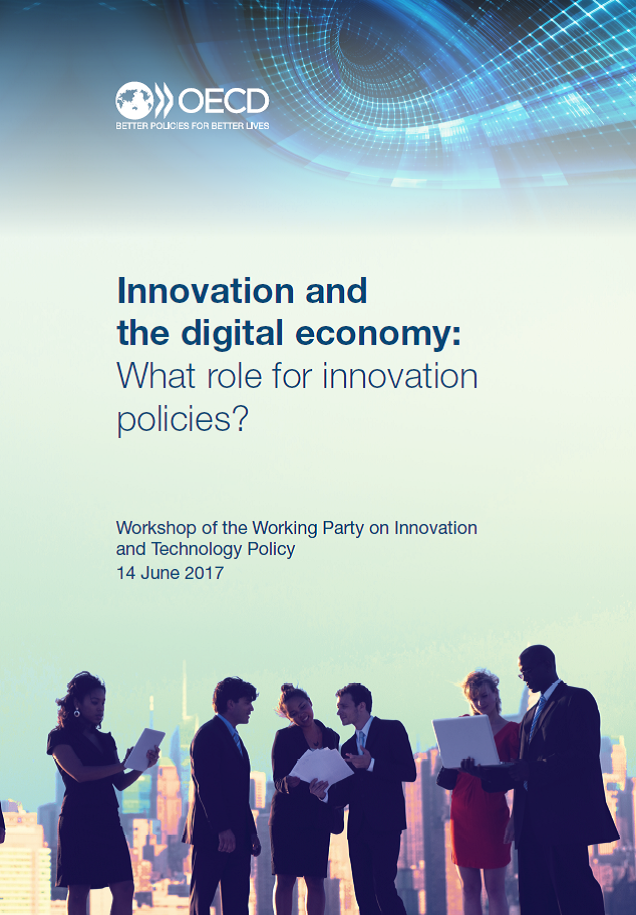 OECD
BETTER POLICIES FOR BETTER LIVES
Innovation and
the digital economy:
What role for innovation
policies?
Workshop of the Working Party on Innovation
and Technology Policy
14 June 2017